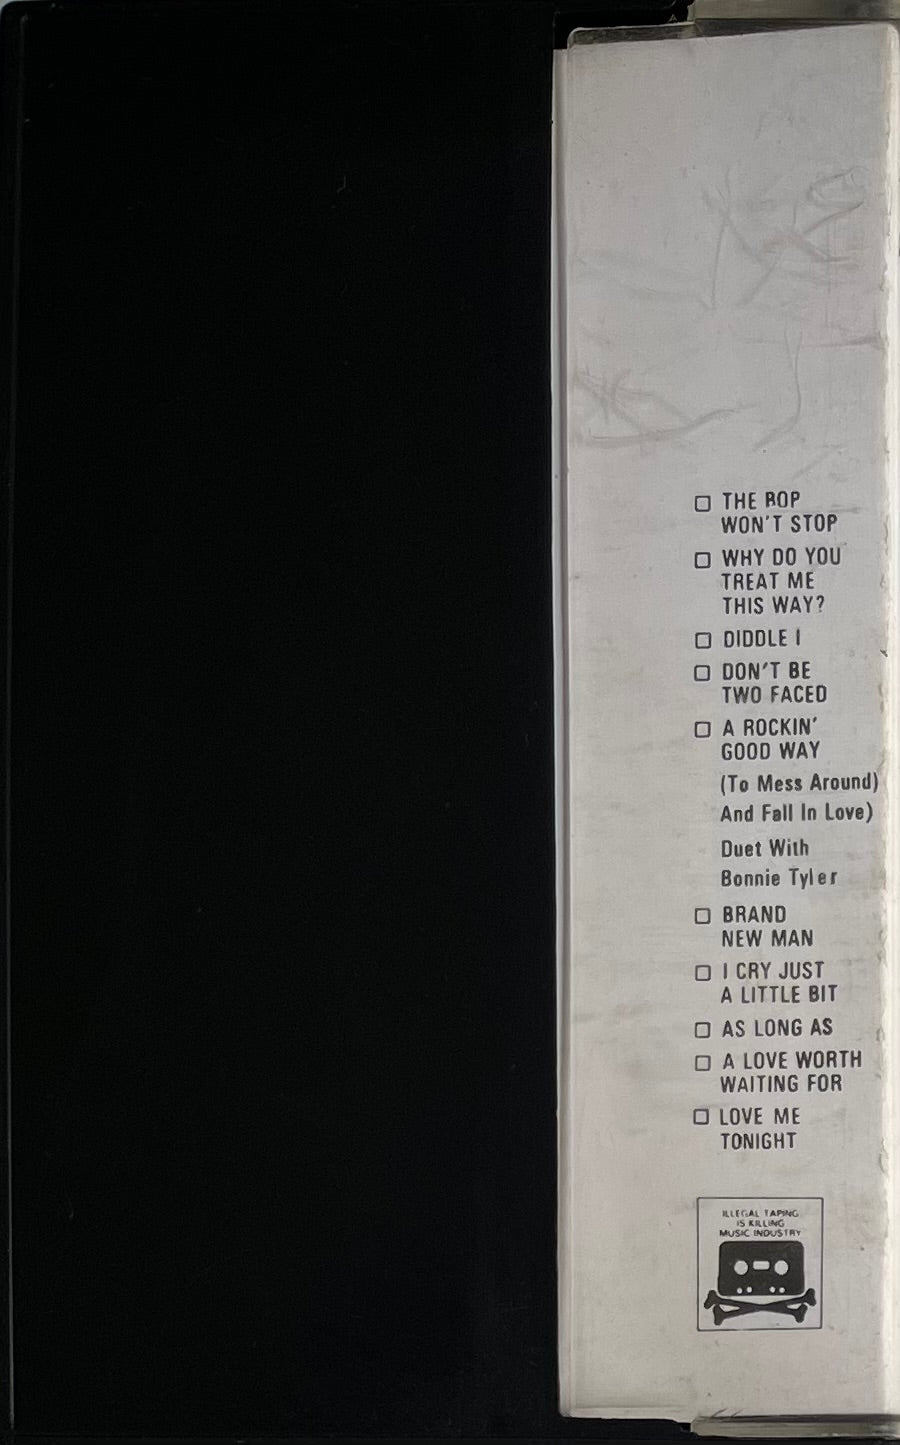 THE BOP
WON'T STOP
WHY DO YOU
TREAT ME
THIS WAY?
DIDDLE I
DON'T BE
TWO FACED
A ROCKIN'
GOOD WAY
(To Mess Around)
And Fall In Love)
Duet With
Bonnie Tyler
BRAND
NEW MAN
I CRY JUST
A LITTLE BIT
AS LONG AS
A LOVE WORTH
WAITING FOR
LOVE ME
TONIGHT
ILLEGAL TAPING
IS KILLING
MUSIC INDUSTRY